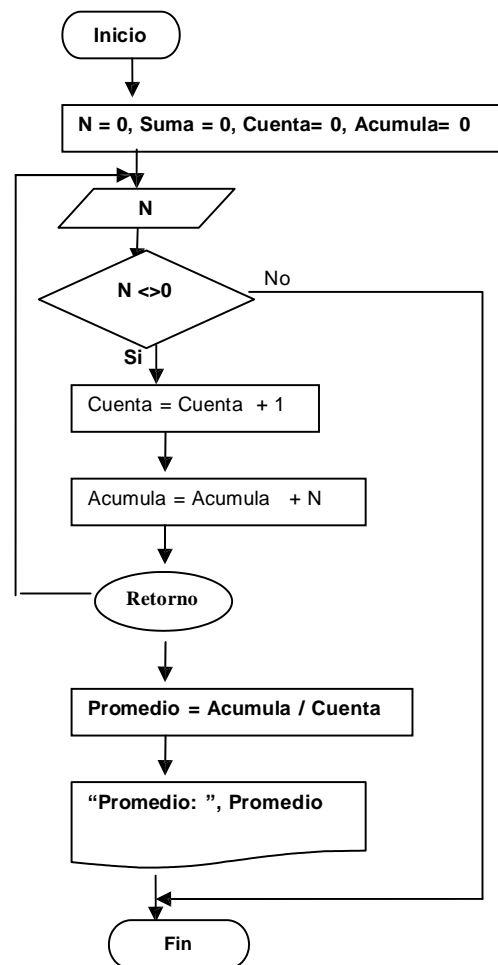 Inicio
N = 0, Suma = 0, Cuenta= 0, Acumula= 0
N
N <>0
No
Si
Cuenta = Cuenta + 1
Acumula = Acumula + N
Retorno
Promedio = Acumula / Cuenta
“Promedio: ”, Promedio
Fin